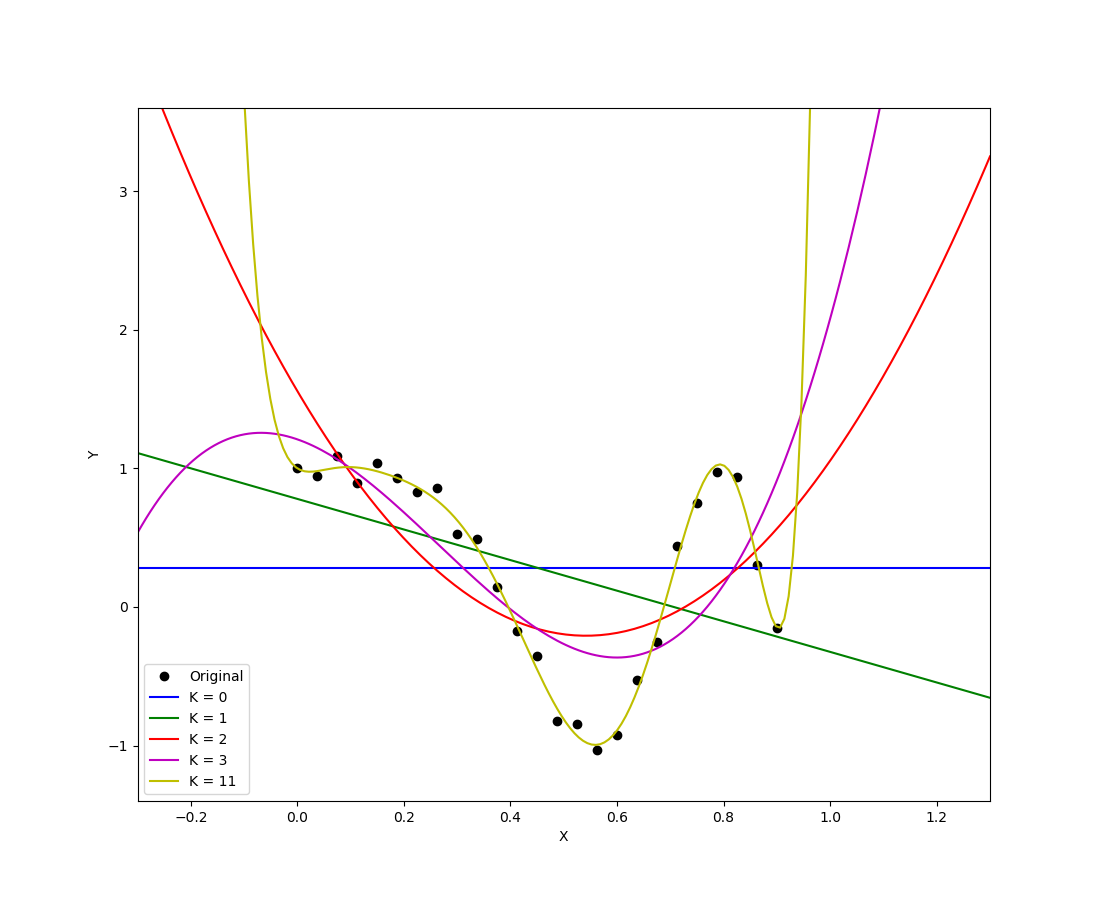 3
2
1
0
−1
Y
Original
K = 0
K = 1
K = 2
K = 3
K = 11
−0.2 0.0 0.2 0.4 0.6 0.8 1.0 1.2
X